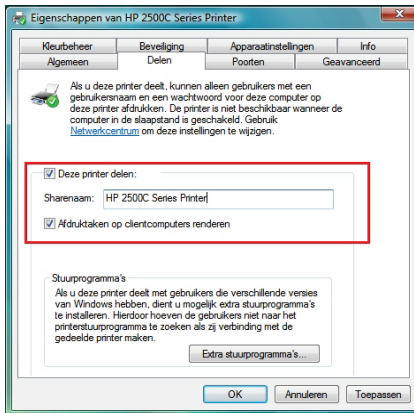 Eigenschappen van HP 2500C Series Printer
Kleurbeheer Beveiliging Apparaatinstellingen Info
Algemeen Delen Poorten Geavanceerd
Als u deze printer deelt, kunnen alleen gebruikers met een
gebruikersnaam en een wachtwoord voor deze computer op
deze printer afdrukken. De printer is niet beschikbaar wanneer de
computer in de slaapstand is geschakeld. Gebruik
Netwerkcentrum om deze instellingen te wijzigen.
Deze printer delen:
Sharenaam: HP 2500C Series Printer
Afdruktaken op clientcomputers renderen
Stuurprogramma's
Als u deze printer deelt met gebruikers die verschillende versies
van Windows hebben, dient u mogelijk extra stuurprogramma's
te installeren. Hierdoor hoeven de gebruikers niet naar het
printerstuurprogramma te zoeken als zij verbinding met de
gedeelde printer maken.
Extra stuurprogramma's...
OK Annuleren Toepassen